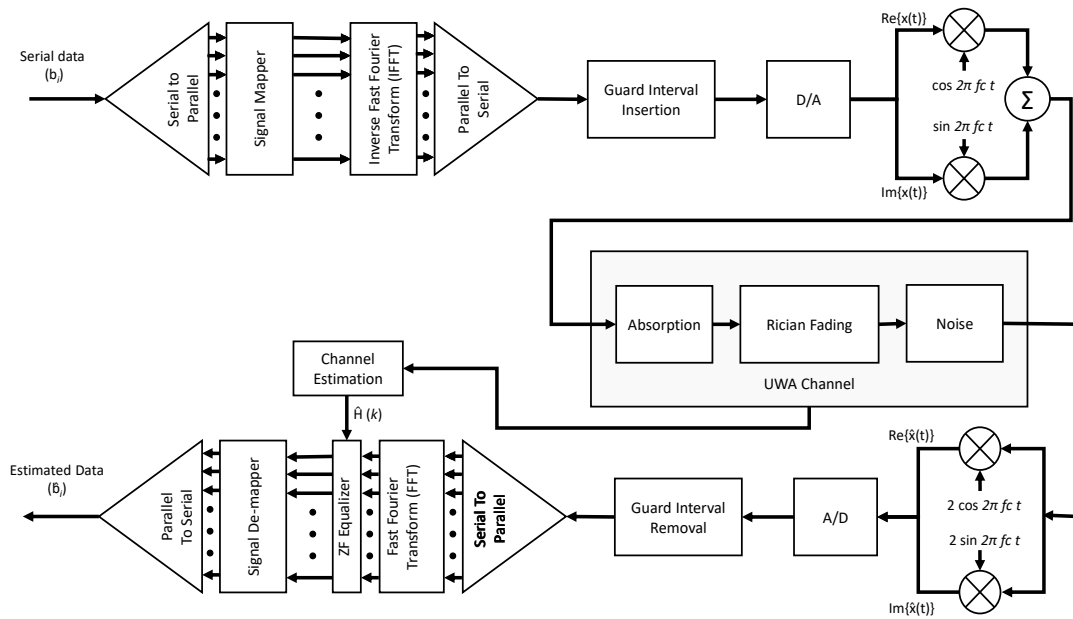 Serial data
(bᵢ)
Serial to
Parallel
Signal Mapper
Inverse Fast Fourier
Transform (IFFT)
Parallel To
Serial
Guard Interval
Insertion
D/A
Re{x(t)}
cos 2π fc t
Σ
sin 2π fc t
Im{x(t)}
Absorption
Rician Fading
Noise
UWA Channel
Channel
Estimation
Ĥ (k)
Estimated Data
(b̂ᵢ)
Parallel
To Serial
Signal De-mapper
ZF Equalizer
Fast Fourier
Transform (FFT)
Serial To
Parallel
Guard Interval
Removal
A/D
Re{x̂(t)}
2 cos 2π fc t
2 sin 2π fc t
Im{x̂(t)}